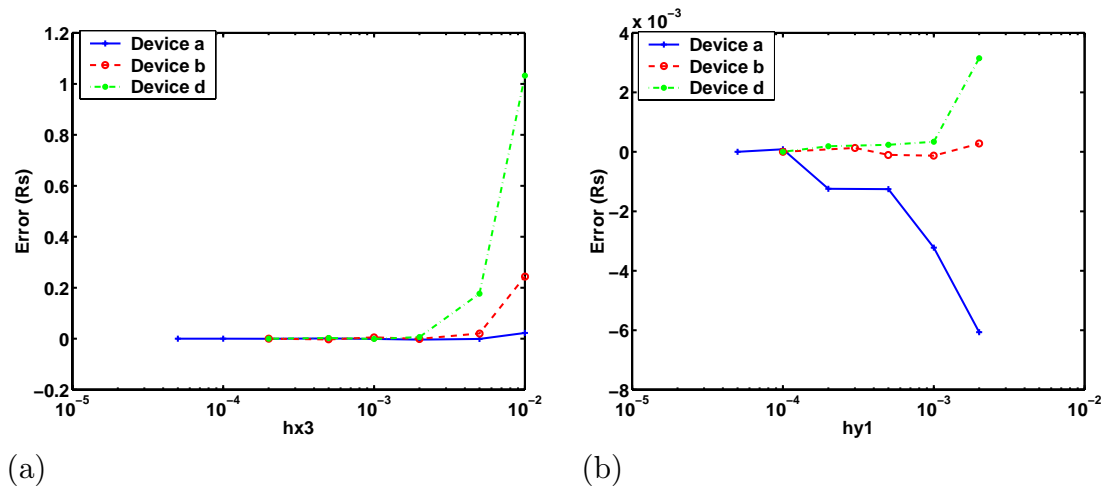 Device a
Device b
Device d
1.2
1
0.8
0.6
0.4
0.2
0
−0.2
Error (Rs)
10⁻⁵
10⁻⁴
10⁻³
10⁻²
hx3
(a)
x 10⁻³
Device a
Device b
Device d
4
2
0
−2
−4
−6
−8
Error (Rs)
10⁻⁵
10⁻⁴
10⁻³
10⁻²
hy1
(b)